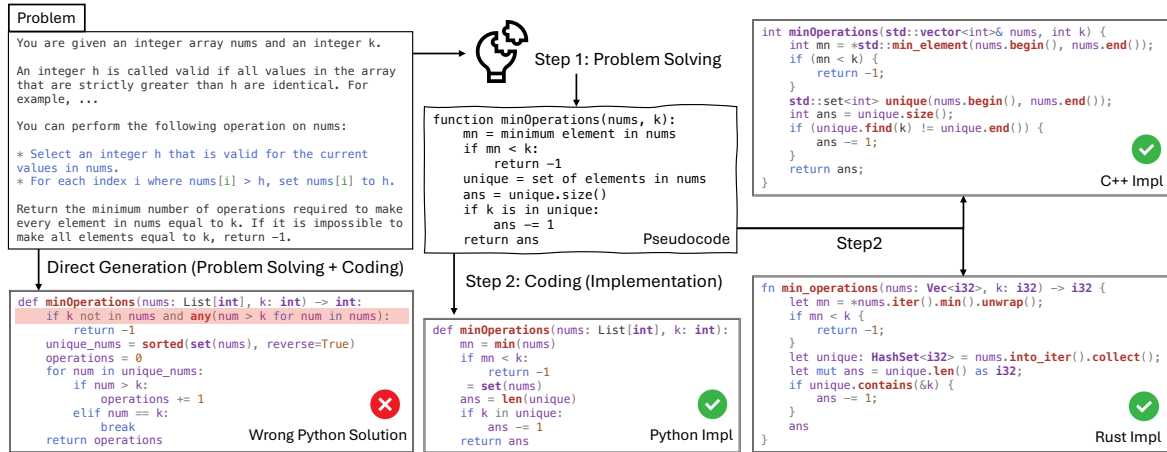 Problem
You are given an integer array nums and an integer k.
An integer h is called valid if all values in the array
that are strictly greater than h are identical. For
example, ...
You can perform the following operation on nums:
* Select an integer h that is valid for the current
values in nums.
* For each index i where nums[i] > h, set nums[i] to h.
Return the minimum number of operations required to make
every element in nums equal to k. If it is impossible to
make all elements equal to k, return -1.
Direct Generation (Problem Solving + Coding)
def minOperations(nums: List[int], k: int) -> int:
    if k not in nums and any(num > k for num in nums):
        return -1
    unique_nums = sorted(set(nums), reverse=True)
    operations = 0
    for num in unique_nums:
        if num > k:
            operations += 1
        elif num == k:
            break
    return operations
Wrong Python Solution
Step 1: Problem Solving
function minOperations(nums, k):
    mn = minimum element in nums
    if mn < k:
        return -1
    unique = set of elements in nums
    ans = unique.size()
    if k is in unique:
        ans -= 1
    return ans
Pseudocode
Step 2: Coding (Implementation)
def minOperations(nums: List[int], k: int):
    mn = min(nums)
    if mn < k:
        return -1
     = set(nums)
    ans = len(unique)
    if k in unique:
        ans -= 1
    return ans
Python Impl
Step2
int minOperations(std::vector<int>& nums, int k) {
    int mn = *std::min_element(nums.begin(), nums.end());
    if (mn < k) {
        return -1;
    }
    std::set<int> unique(nums.begin(), nums.end());
    int ans = unique.size();
    if (unique.find(k) != unique.end()) {
        ans -= 1;
    }
    return ans;
}
C++ Impl
fn min_operations(nums: Vec<i32>, k: i32) -> i32 {
    let mn = *nums.iter().min().unwrap();
    if mn < k {
        return -1;
    }
    let unique: HashSet<i32> = nums.into_iter().collect();
    let mut ans = unique.len() as i32;
    if unique.contains(&k) {
        ans -= 1;
    }
    ans
}
Rust Impl